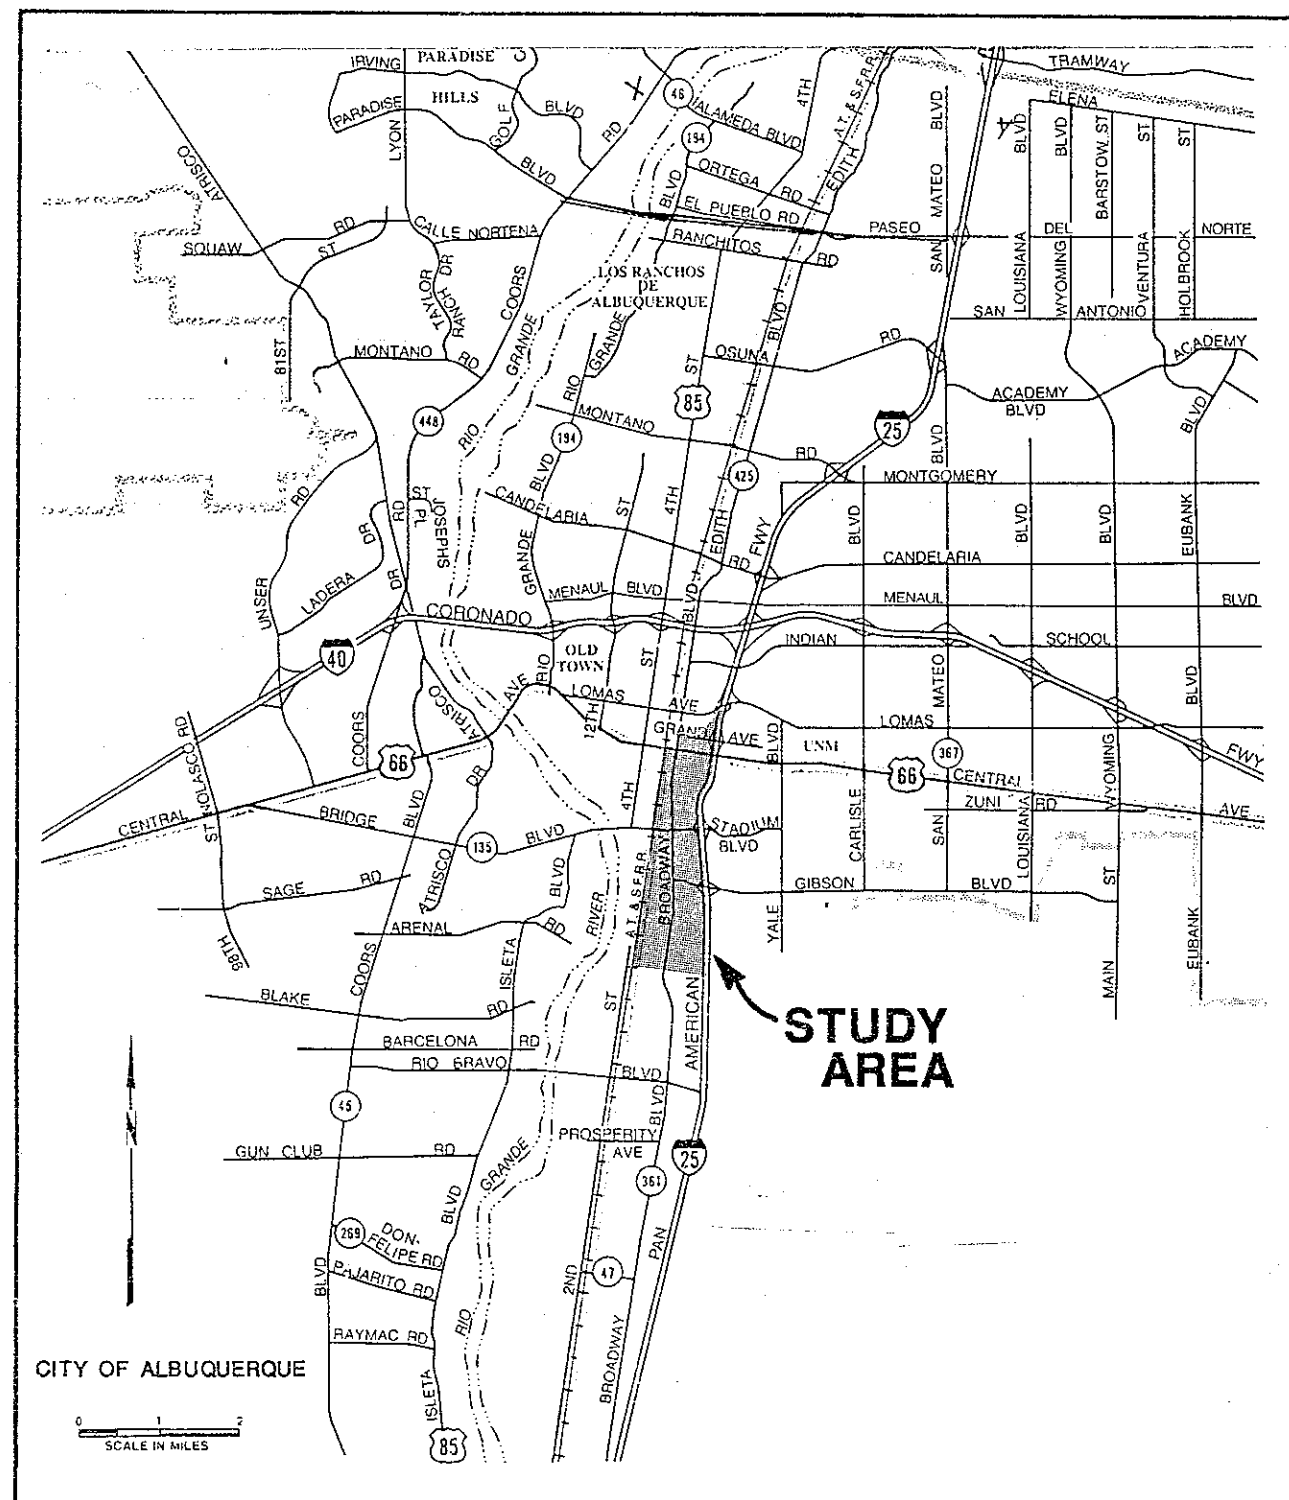 IRVING
PARADISE
HILLS
PARADISE
BLVD
GOLF
LYON
BLVD
RD
46
ALAMEDA BLVD
194
4TH
A.T. & S.F.R.R.
EDITH
TRAMWAY
ELENA
BLVD
BLVD
BLVD
BARSTOW ST
ST
ST
ATRISCO
ORTEGA RD
EL PUEBLO RD
BLVD
RANCHITOS RD
PASEO DEL NORTE
SAN MATEO
LOUISIANA
WYOMING
VENTURA
HOLBROOK
SQUAW RD
ST
CALLE NORTENA
TAYLOR
RANCH DR
COORS
LOS RANCHOS
DE
ALBUQUERQUE
RIO GRANDE
RIO GRANDE
BLVD
SAN ANTONIO
81ST
MONTANO RD
OSUNA RD
ST
85
ACADEMY
ACADEMY
BLVD
BLVD
448
194
MONTANO RD
25
BLVD
425
MONTGOMERY
RD
ST
PL
JOSEPHS
RD
DR
DR
LADERA
UNSER
BLVD
CANDELARIA RD
ST
4TH
EDITH
FWY
BLVD
BLVD
BLVD
EUBANK
CANDELARIA
GRANDE
MENAUL BLVD
BLVD
MENAUL BLVD
CORONADO
INDIAN SCHOOL
40
OLD
TOWN
RIO
ST
MATEO
BLVD
ATRISCO
AVE
LOMAS AVE
12TH
GRAND AVE
BLVD
LOMAS
UNM
367
WYOMING
FWY
ST NOLASCO RD
COORS
66
DR
66
CENTRAL AVE
ZUNI RD
CENTRAL
BRIDGE BLVD
135
BLVD
4TH
STADIUM
BLVD
CARLISLE
SAN
LOUISIANA
ATRISCO
BLVD
BROADWAY
A.T. & S.F.R.R.
GIBSON BLVD
ST
SAGE RD
98TH
ARENAL RD
ISLETA
RIVER
YALE
MAIN
EUBANK
COORS
BLAKE RD
ST
AMERICAN
STUDY
AREA
BARCELONA RD
RIO BRAVO BLVD
BLVD
N
45
PROSPERITY
AVE
25
GUN CLUB RD
GRANDE
361
BLVD
269
DON
FELIPE RD
PAN
PAJARITO RD
BLVD
2ND
47
RIO
RAYMAC RD
BROADWAY
ISLETA
85
CITY OF ALBUQUERQUE
0 1 2
SCALE IN MILES